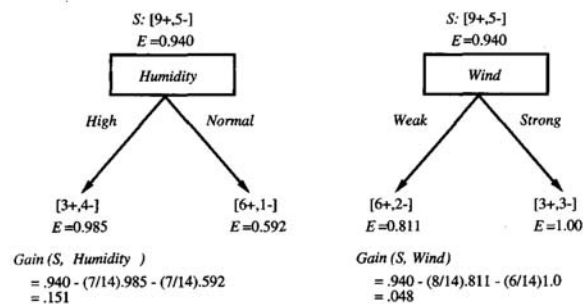 S: [9+,5-]
E =0.940
Humidity
High
Normal
[3+,4-]
E=0.985
[6+,1-]
E=0.592
Gain (S, Humidity )
= .940 - (7/14).985 - (7/14).592
= .151
S: [9+,5-]
E =0.940
Wind
Weak
Strong
[6+,2-]
E=0.811
[3+,3-]
E=1.00
Gain (S, Wind)
= .940 - (8/14).811 - (6/14)1.0
= .048